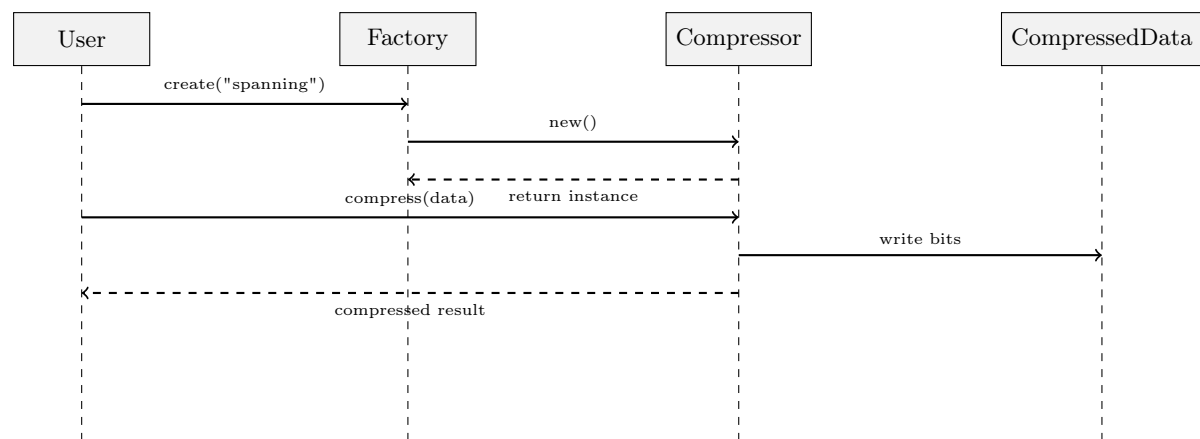 User
Factory
Compressor
CompressedData
create("spanning")
new()
return instance
compress(data)
write bits
compressed result